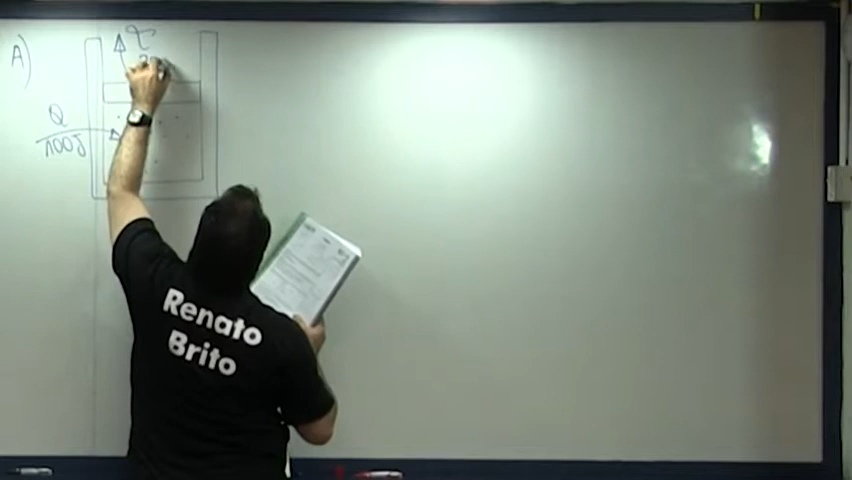 A)
τ
Q
100J
Renato
Brito